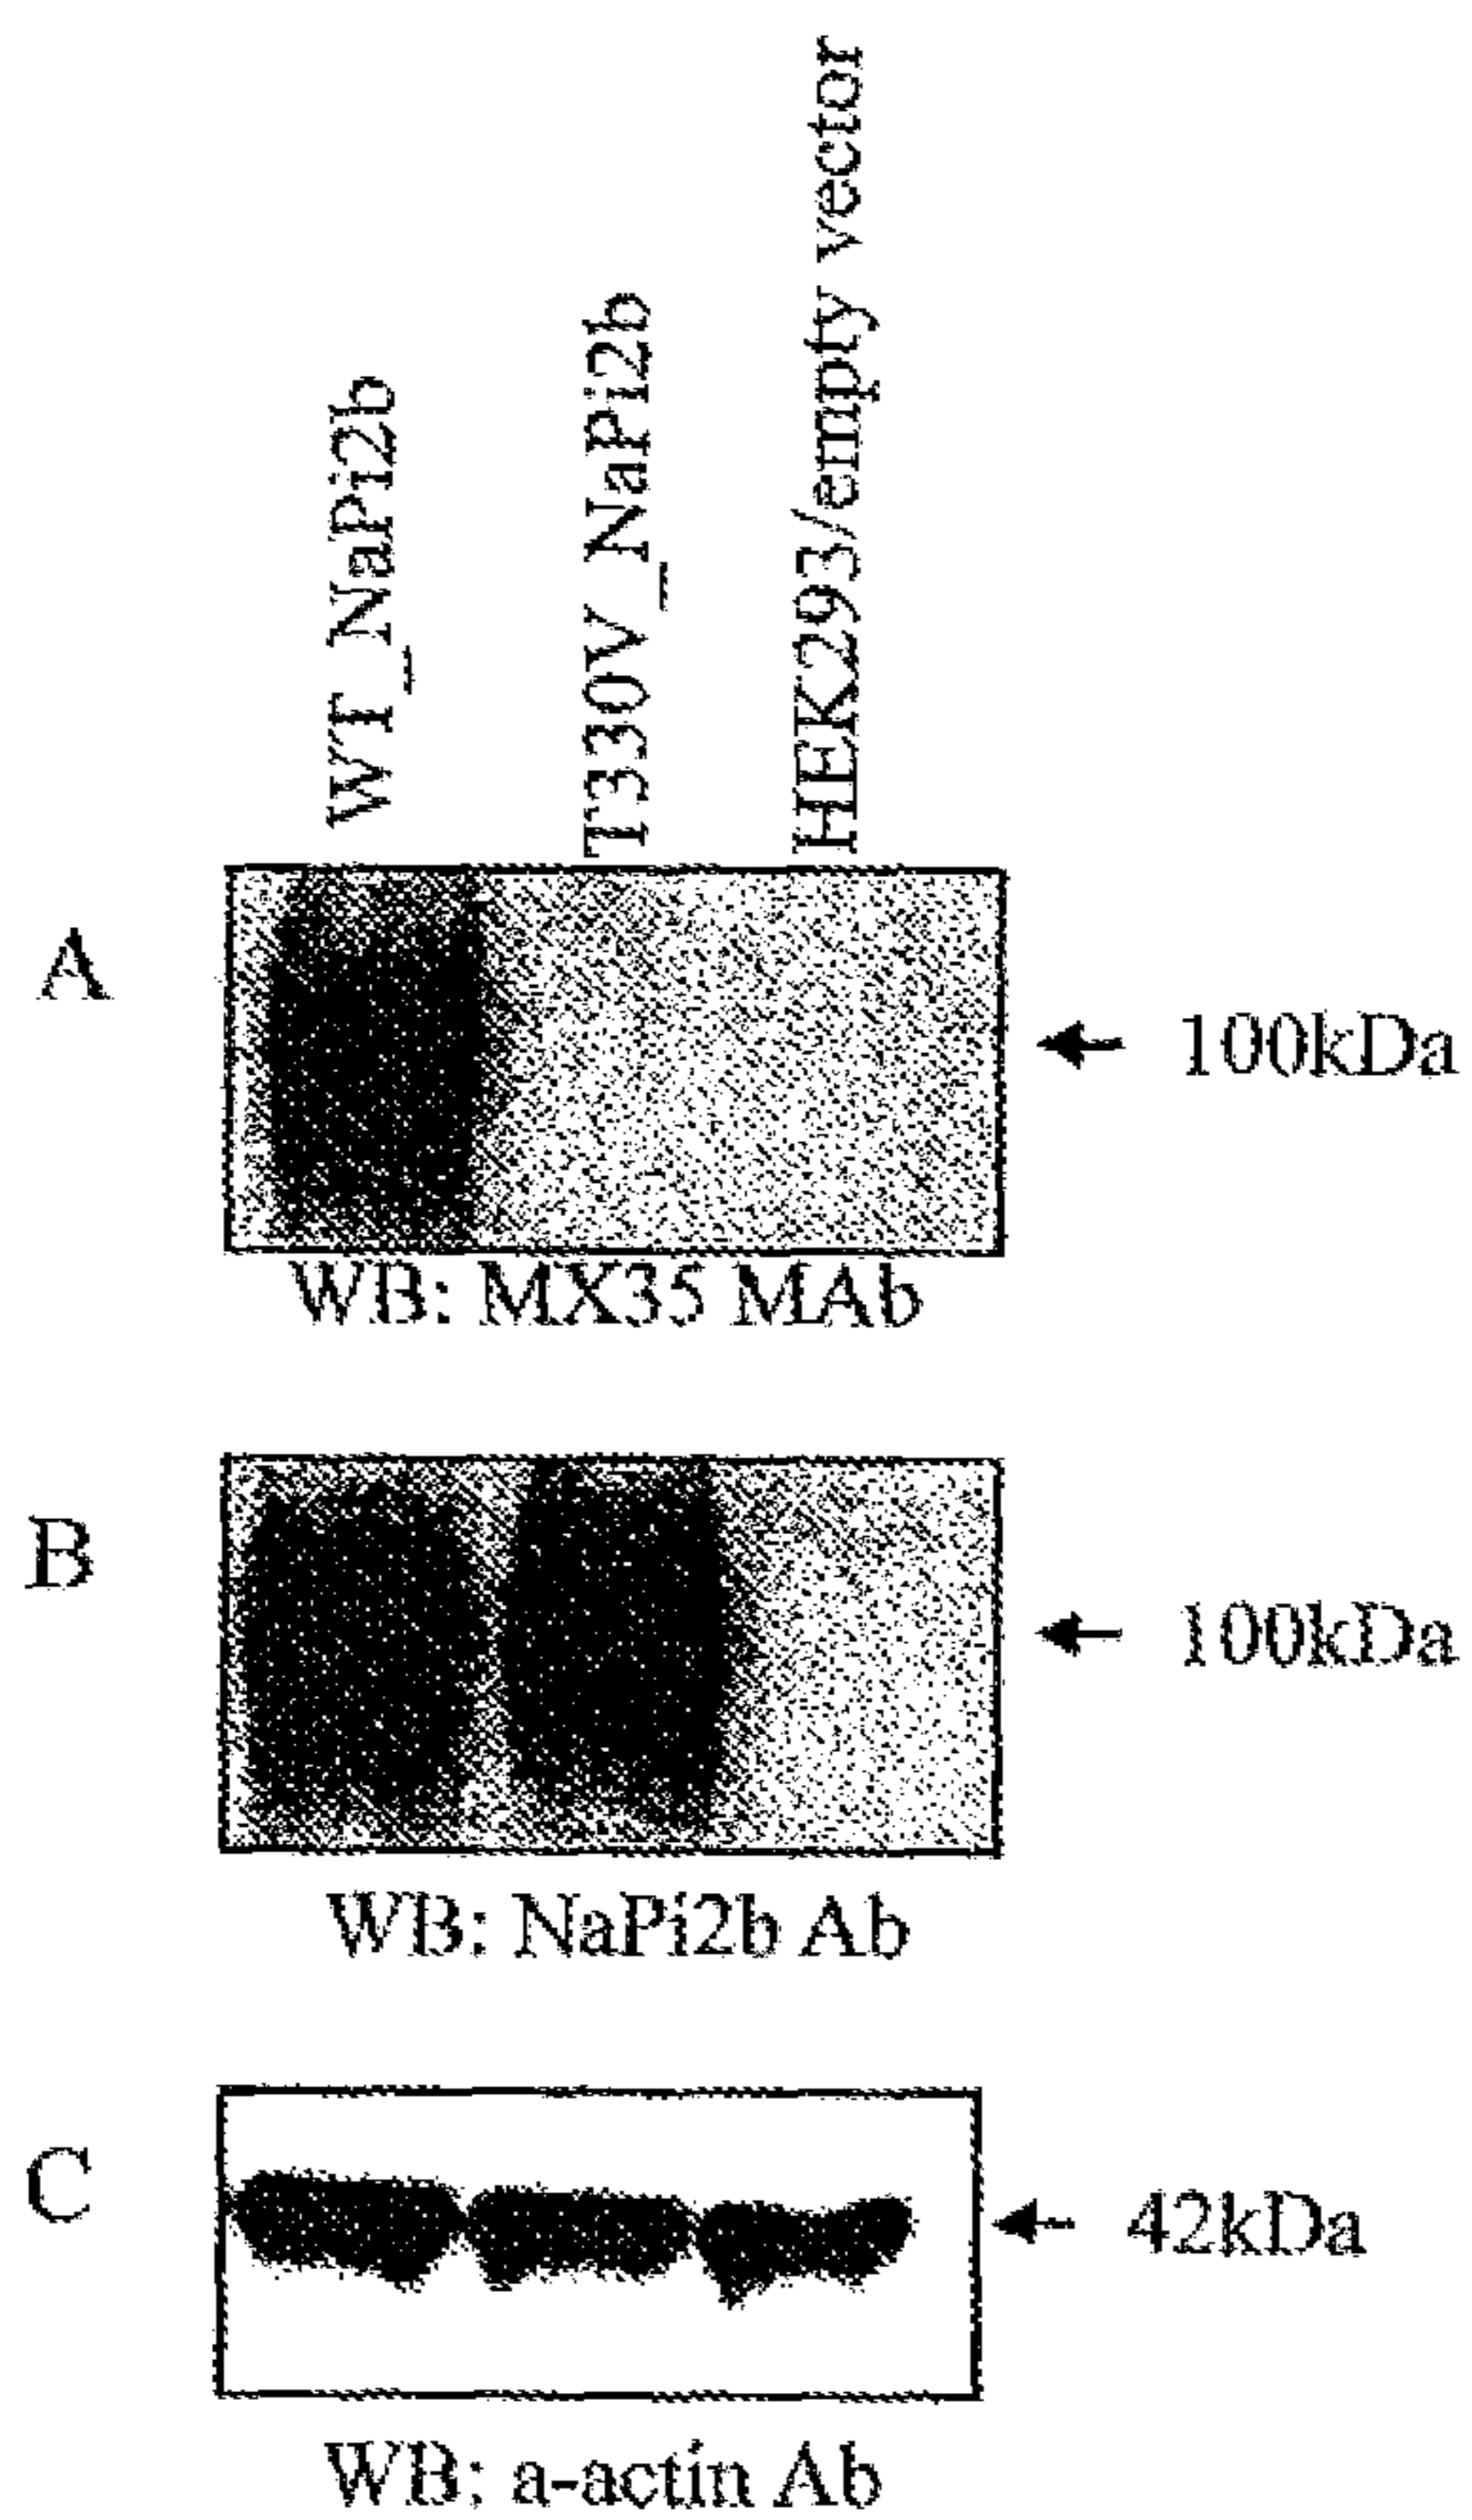 WT_NaPi2b
T330V_NaPi2b
HEK293/empty vector
A
100kDa
WB: MX35 MAb
B
100kDa
WB: NaPi2b Ab
C
42kDa
WB: a-actin Ab